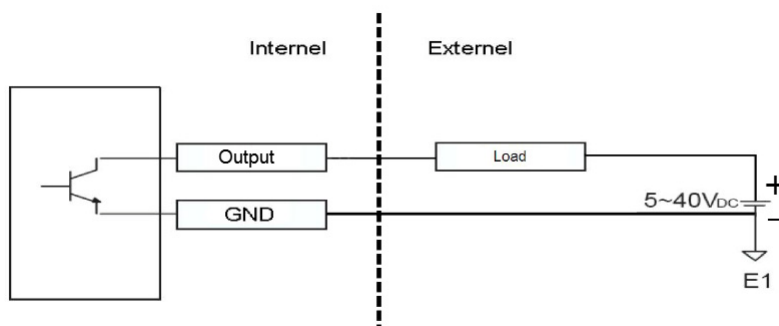 Internel
Externel
Output
Load
GND
5~40VDC
+
-
E1